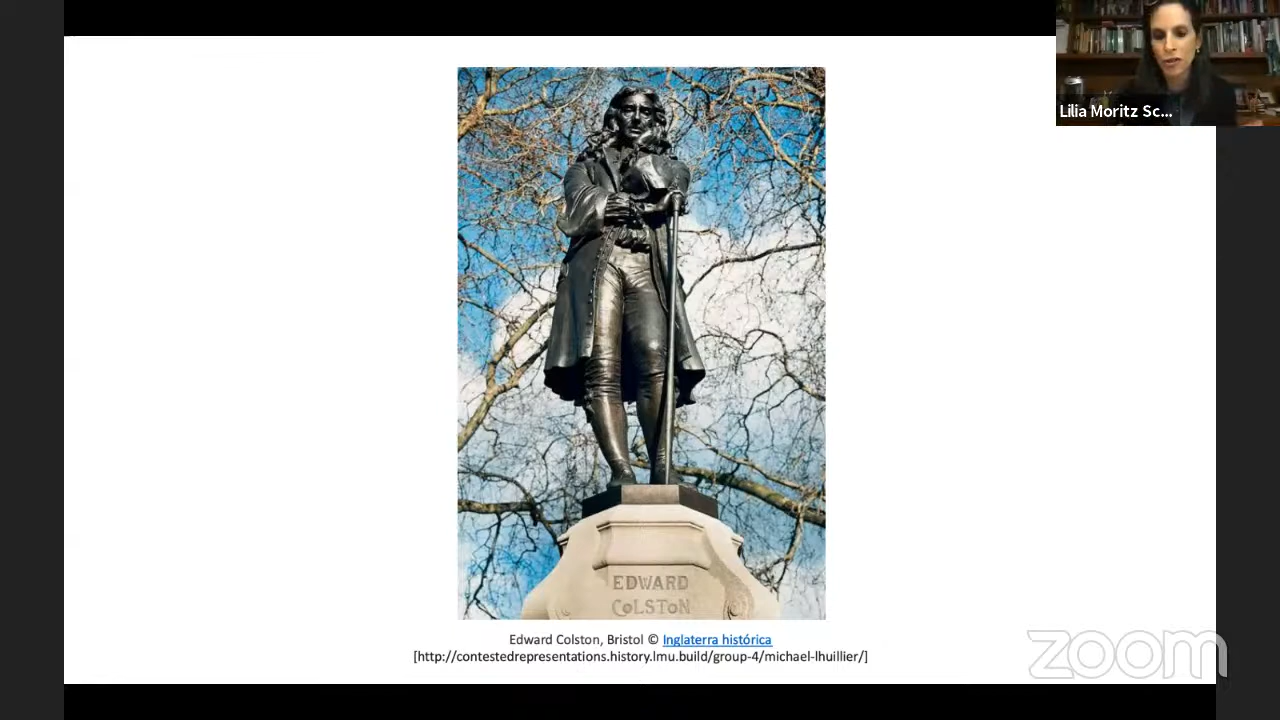 Lilia Moritz Sc...
EDWARD
COLSTON
Edward Colston, Bristol © Inglaterra histórica
[http://contestedrepresentations.history.lmu.build/group-4/michael-lhuillier/]
zoom